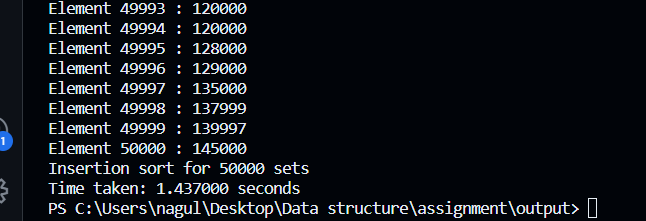 Element 49993 : 120000
Element 49994 : 120000
Element 49995 : 128000
Element 49996 : 129000
Element 49997 : 135000
Element 49998 : 137999
Element 49999 : 139997
Element 50000 : 145000
Insertion sort for 50000 sets
Time taken: 1.437000 seconds
PS C:\Users\nagul\Desktop\Data structure\assignment\output>
1